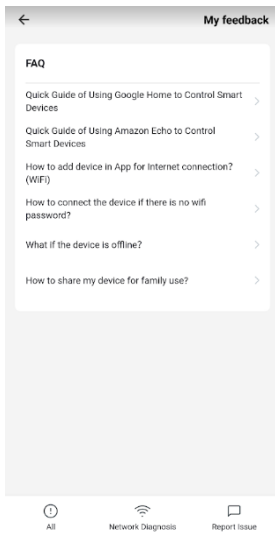 My feedback
FAQ
Quick Guide of Using Google Home to Control Smart
Devices
Quick Guide of Using Amazon Echo to Control
Smart Devices
How to add device in App for Internet connection?
(WiFi)
How to connect the device if there is no wifi
password?
What if the device is offline?
How to share my device for family use?
All
Network Diagnosis
Report Issue